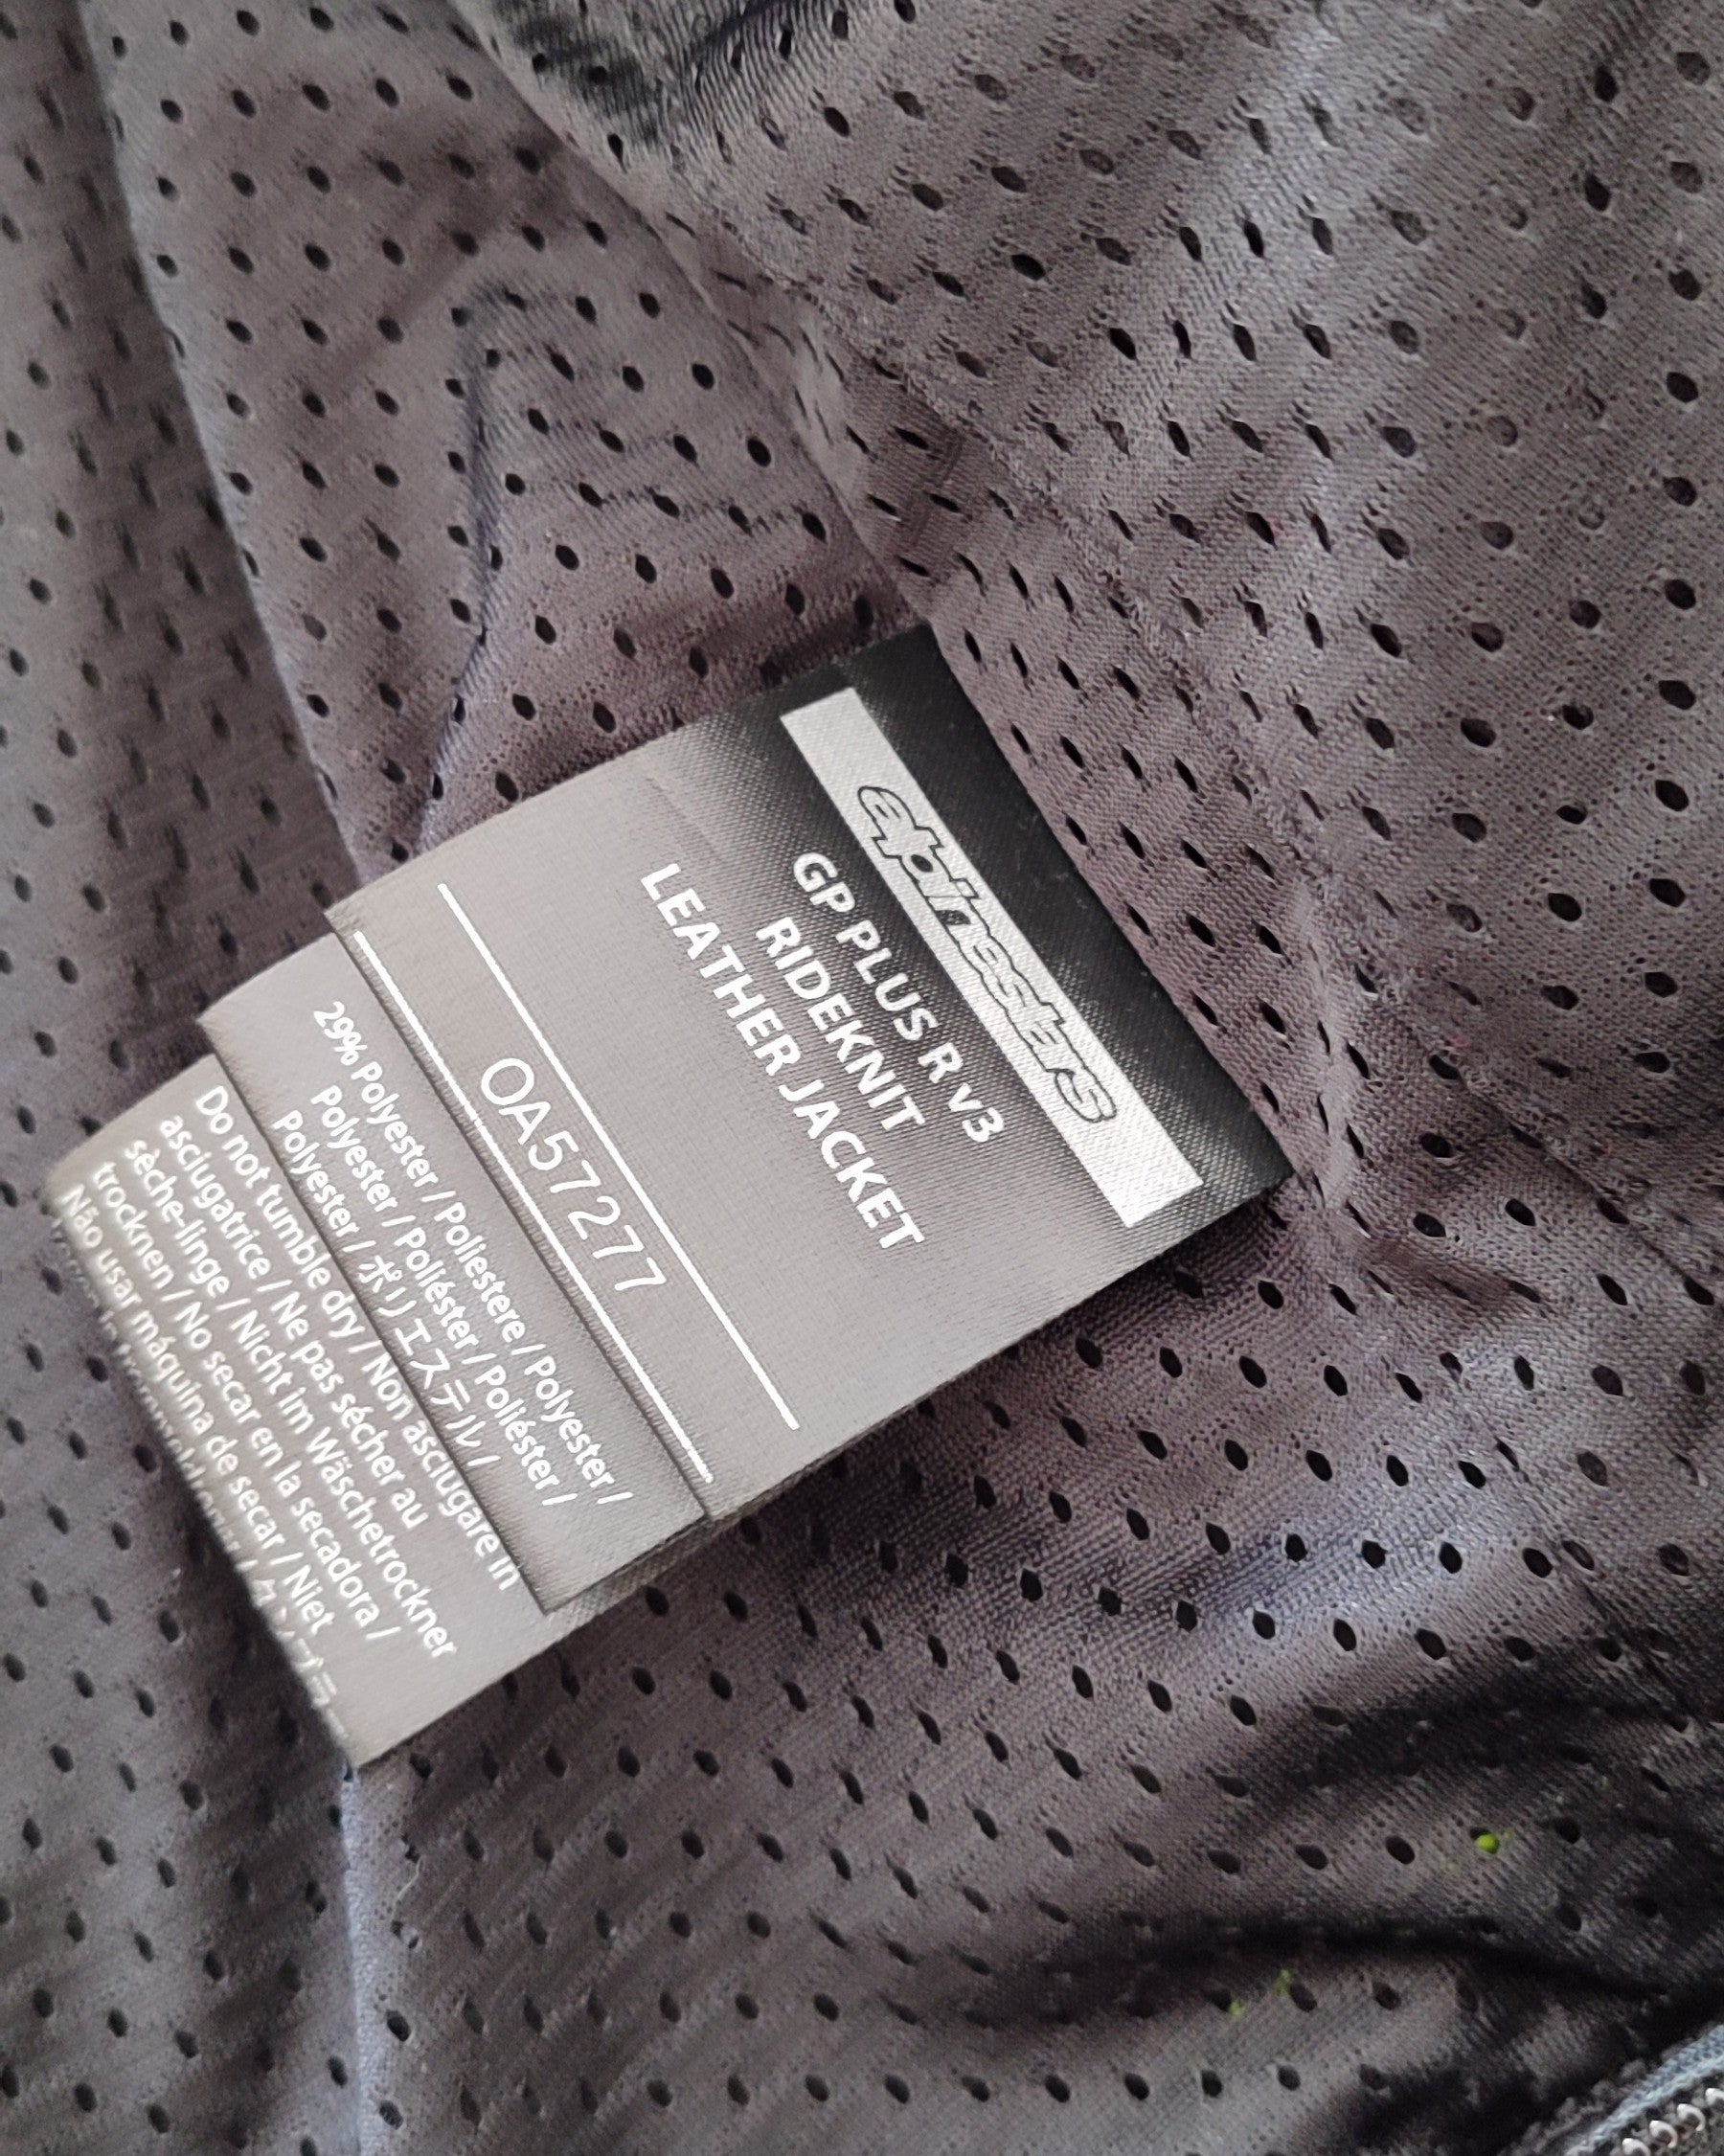 alpinestars
GP PLUS R v3
RIDEKNIT
LEATHER JACKET
OA57277
29% Polyester / Poliestere / Polyester /
Polyester / Poliéster / Poliéster /
Polyester / ポリエステル /
Do not tumble dry / Non asciugare in
asciugatrice / Ne pas sécher au
sèche-linge / Nicht im Wäschetrockner
trocknen / No secar en la secadora /
Não usar máquina de secar / Niet